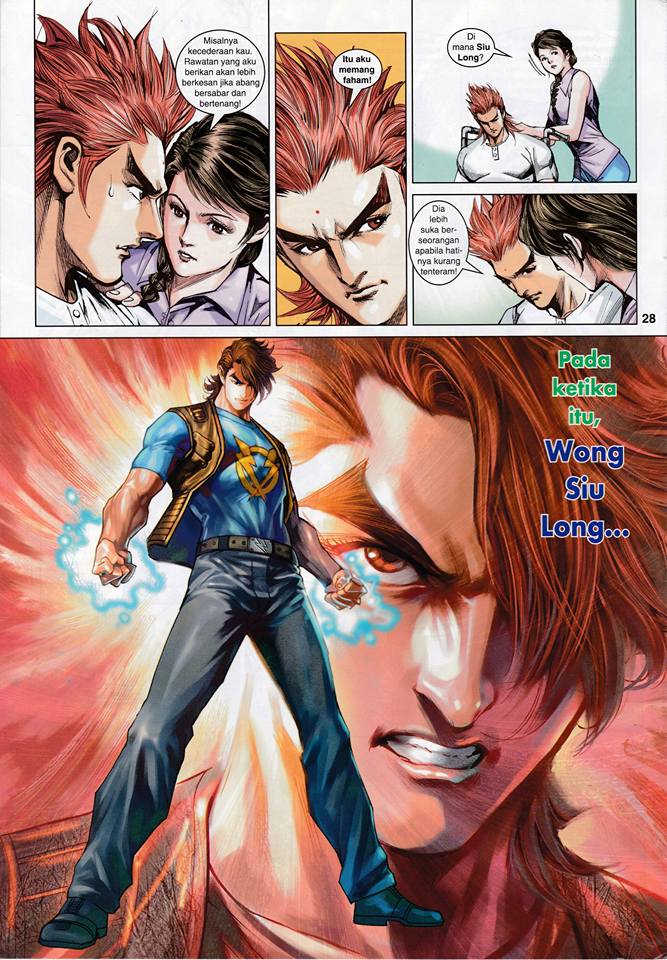 Misalnya
kecederaan kau.
Rawatan yang aku
berikan akan lebih
berkesan jika abang
bersabar dan
bertenang!
Itu aku
memang
faham!
Di
mana Siu
Long?
Dia
lebih
suka ber-
seorangan
apabila hati-
nya kurang
tenteram!
28
Pada
ketika
itu,
Wong
Siu
Long...